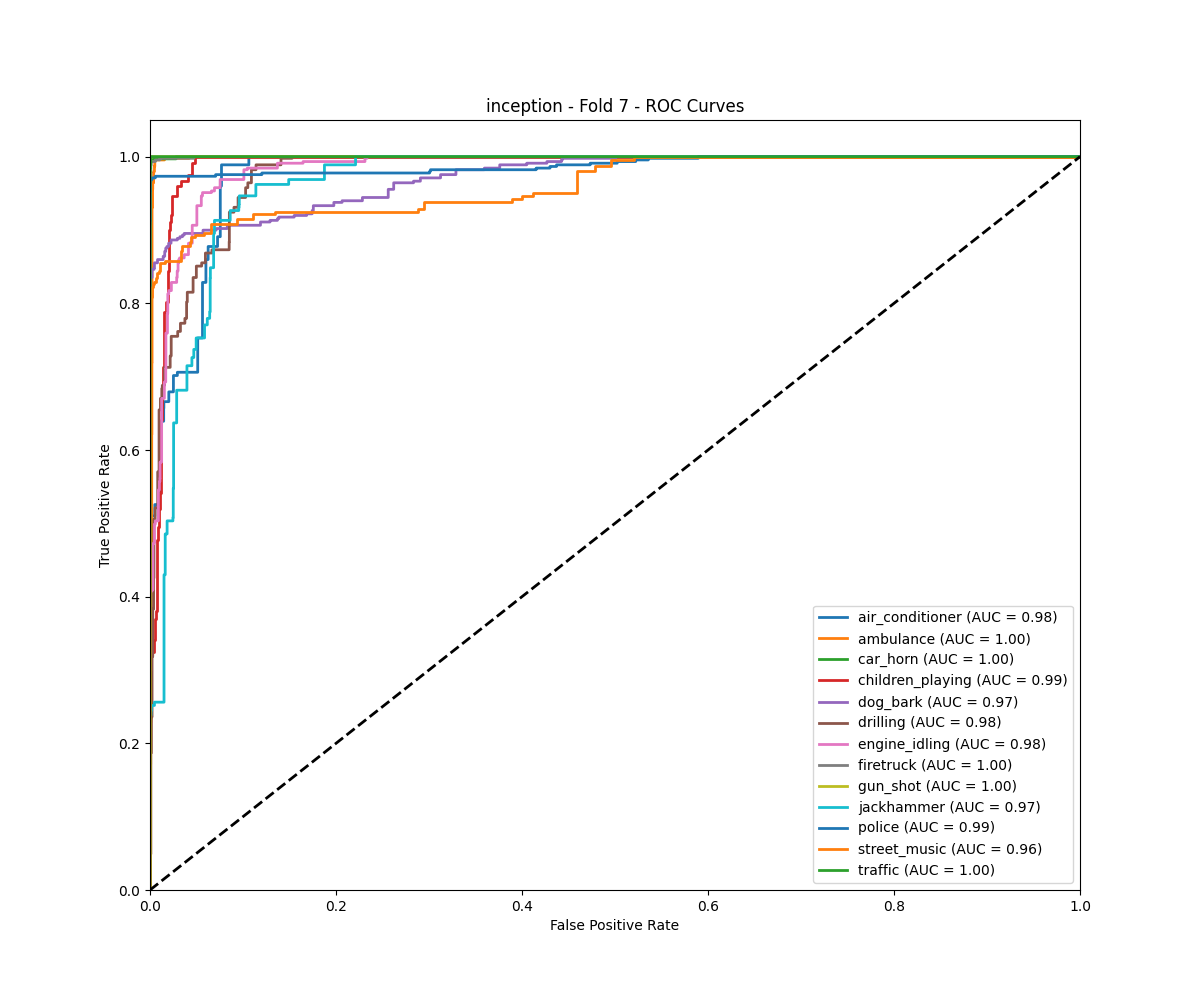 inception - Fold 7 - ROC Curves
True Positive Rate
1.0
0.8
0.6
0.4
0.2
0.0
0.0 0.2 0.4 0.6 0.8 1.0
False Positive Rate
air_conditioner (AUC = 0.98)
ambulance (AUC = 1.00)
car_horn (AUC = 1.00)
children_playing (AUC = 0.99)
dog_bark (AUC = 0.97)
drilling (AUC = 0.98)
engine_idling (AUC = 0.98)
firetruck (AUC = 1.00)
gun_shot (AUC = 1.00)
jackhammer (AUC = 0.97)
police (AUC = 0.99)
street_music (AUC = 0.96)
traffic (AUC = 1.00)